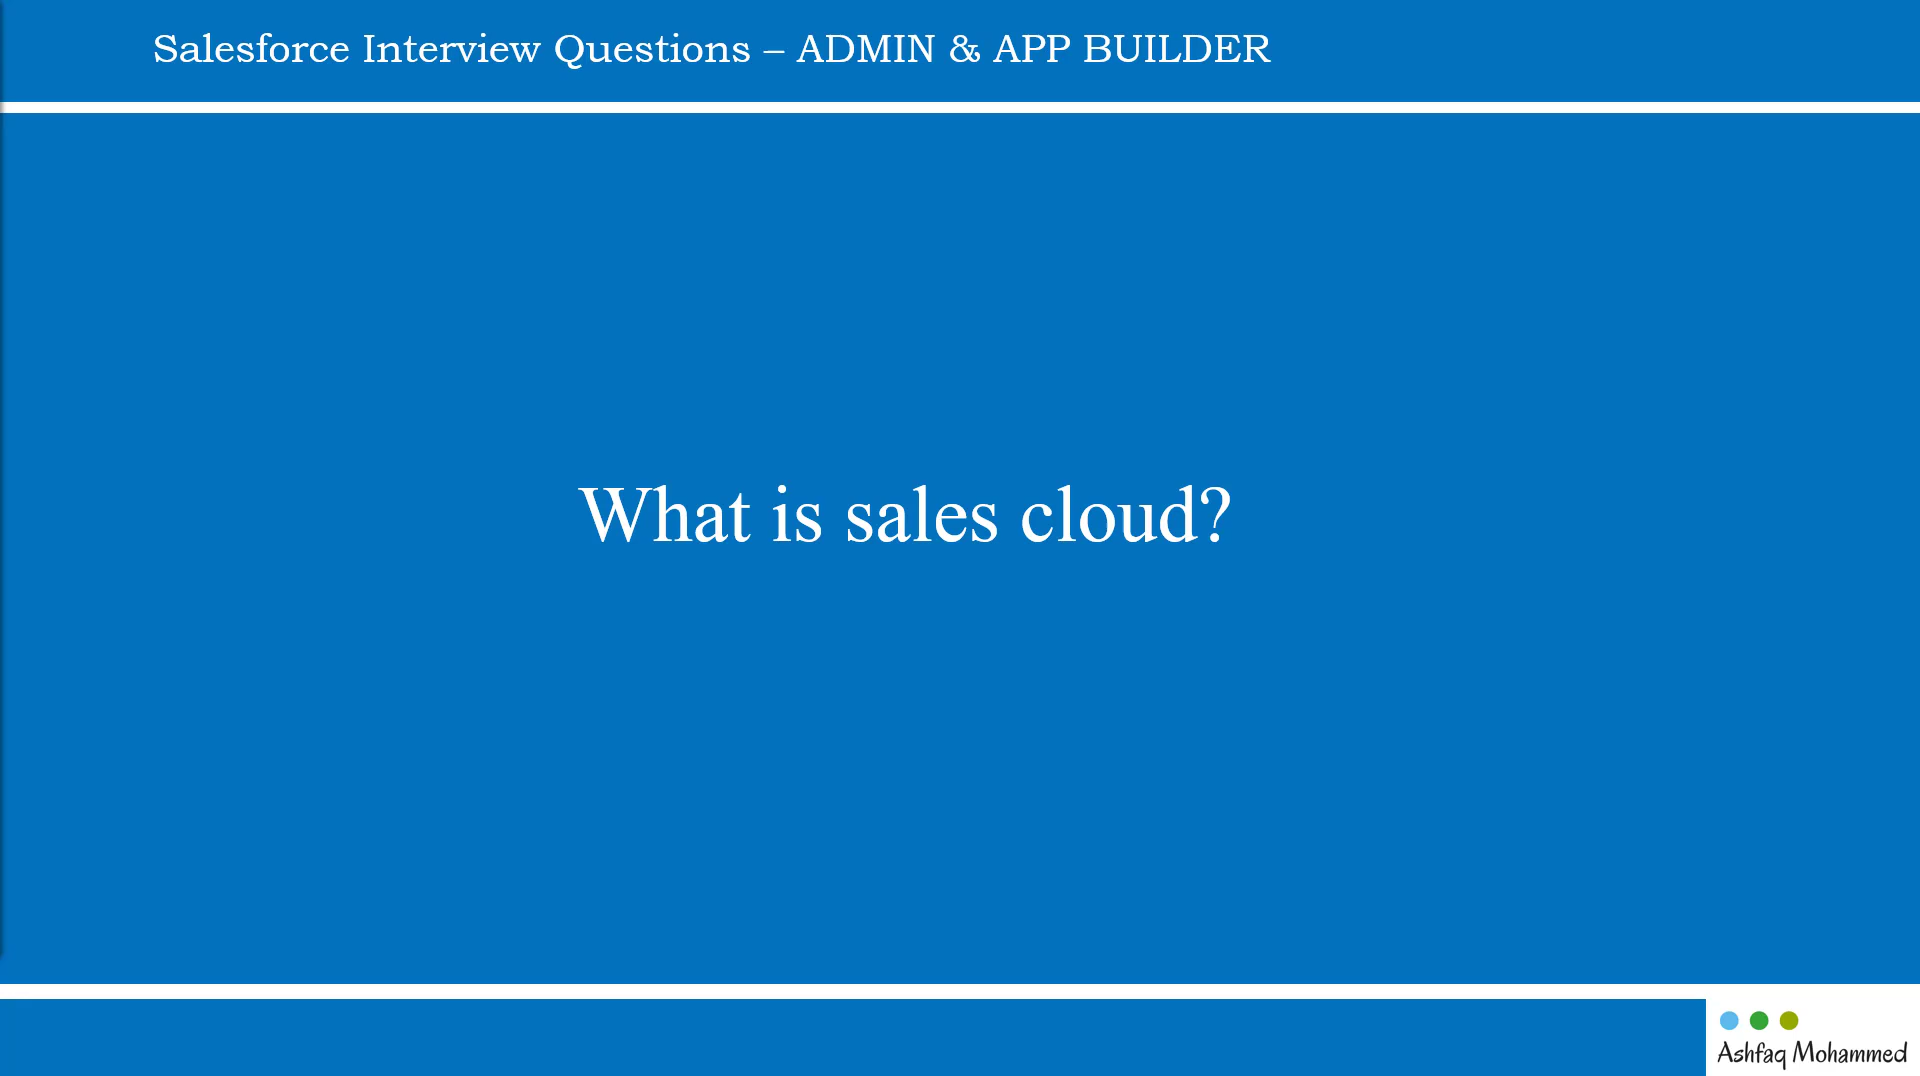 Salesforce Interview Questions – ADMIN & APP BUILDER
What is sales cloud?
Ashfaq Mohammed